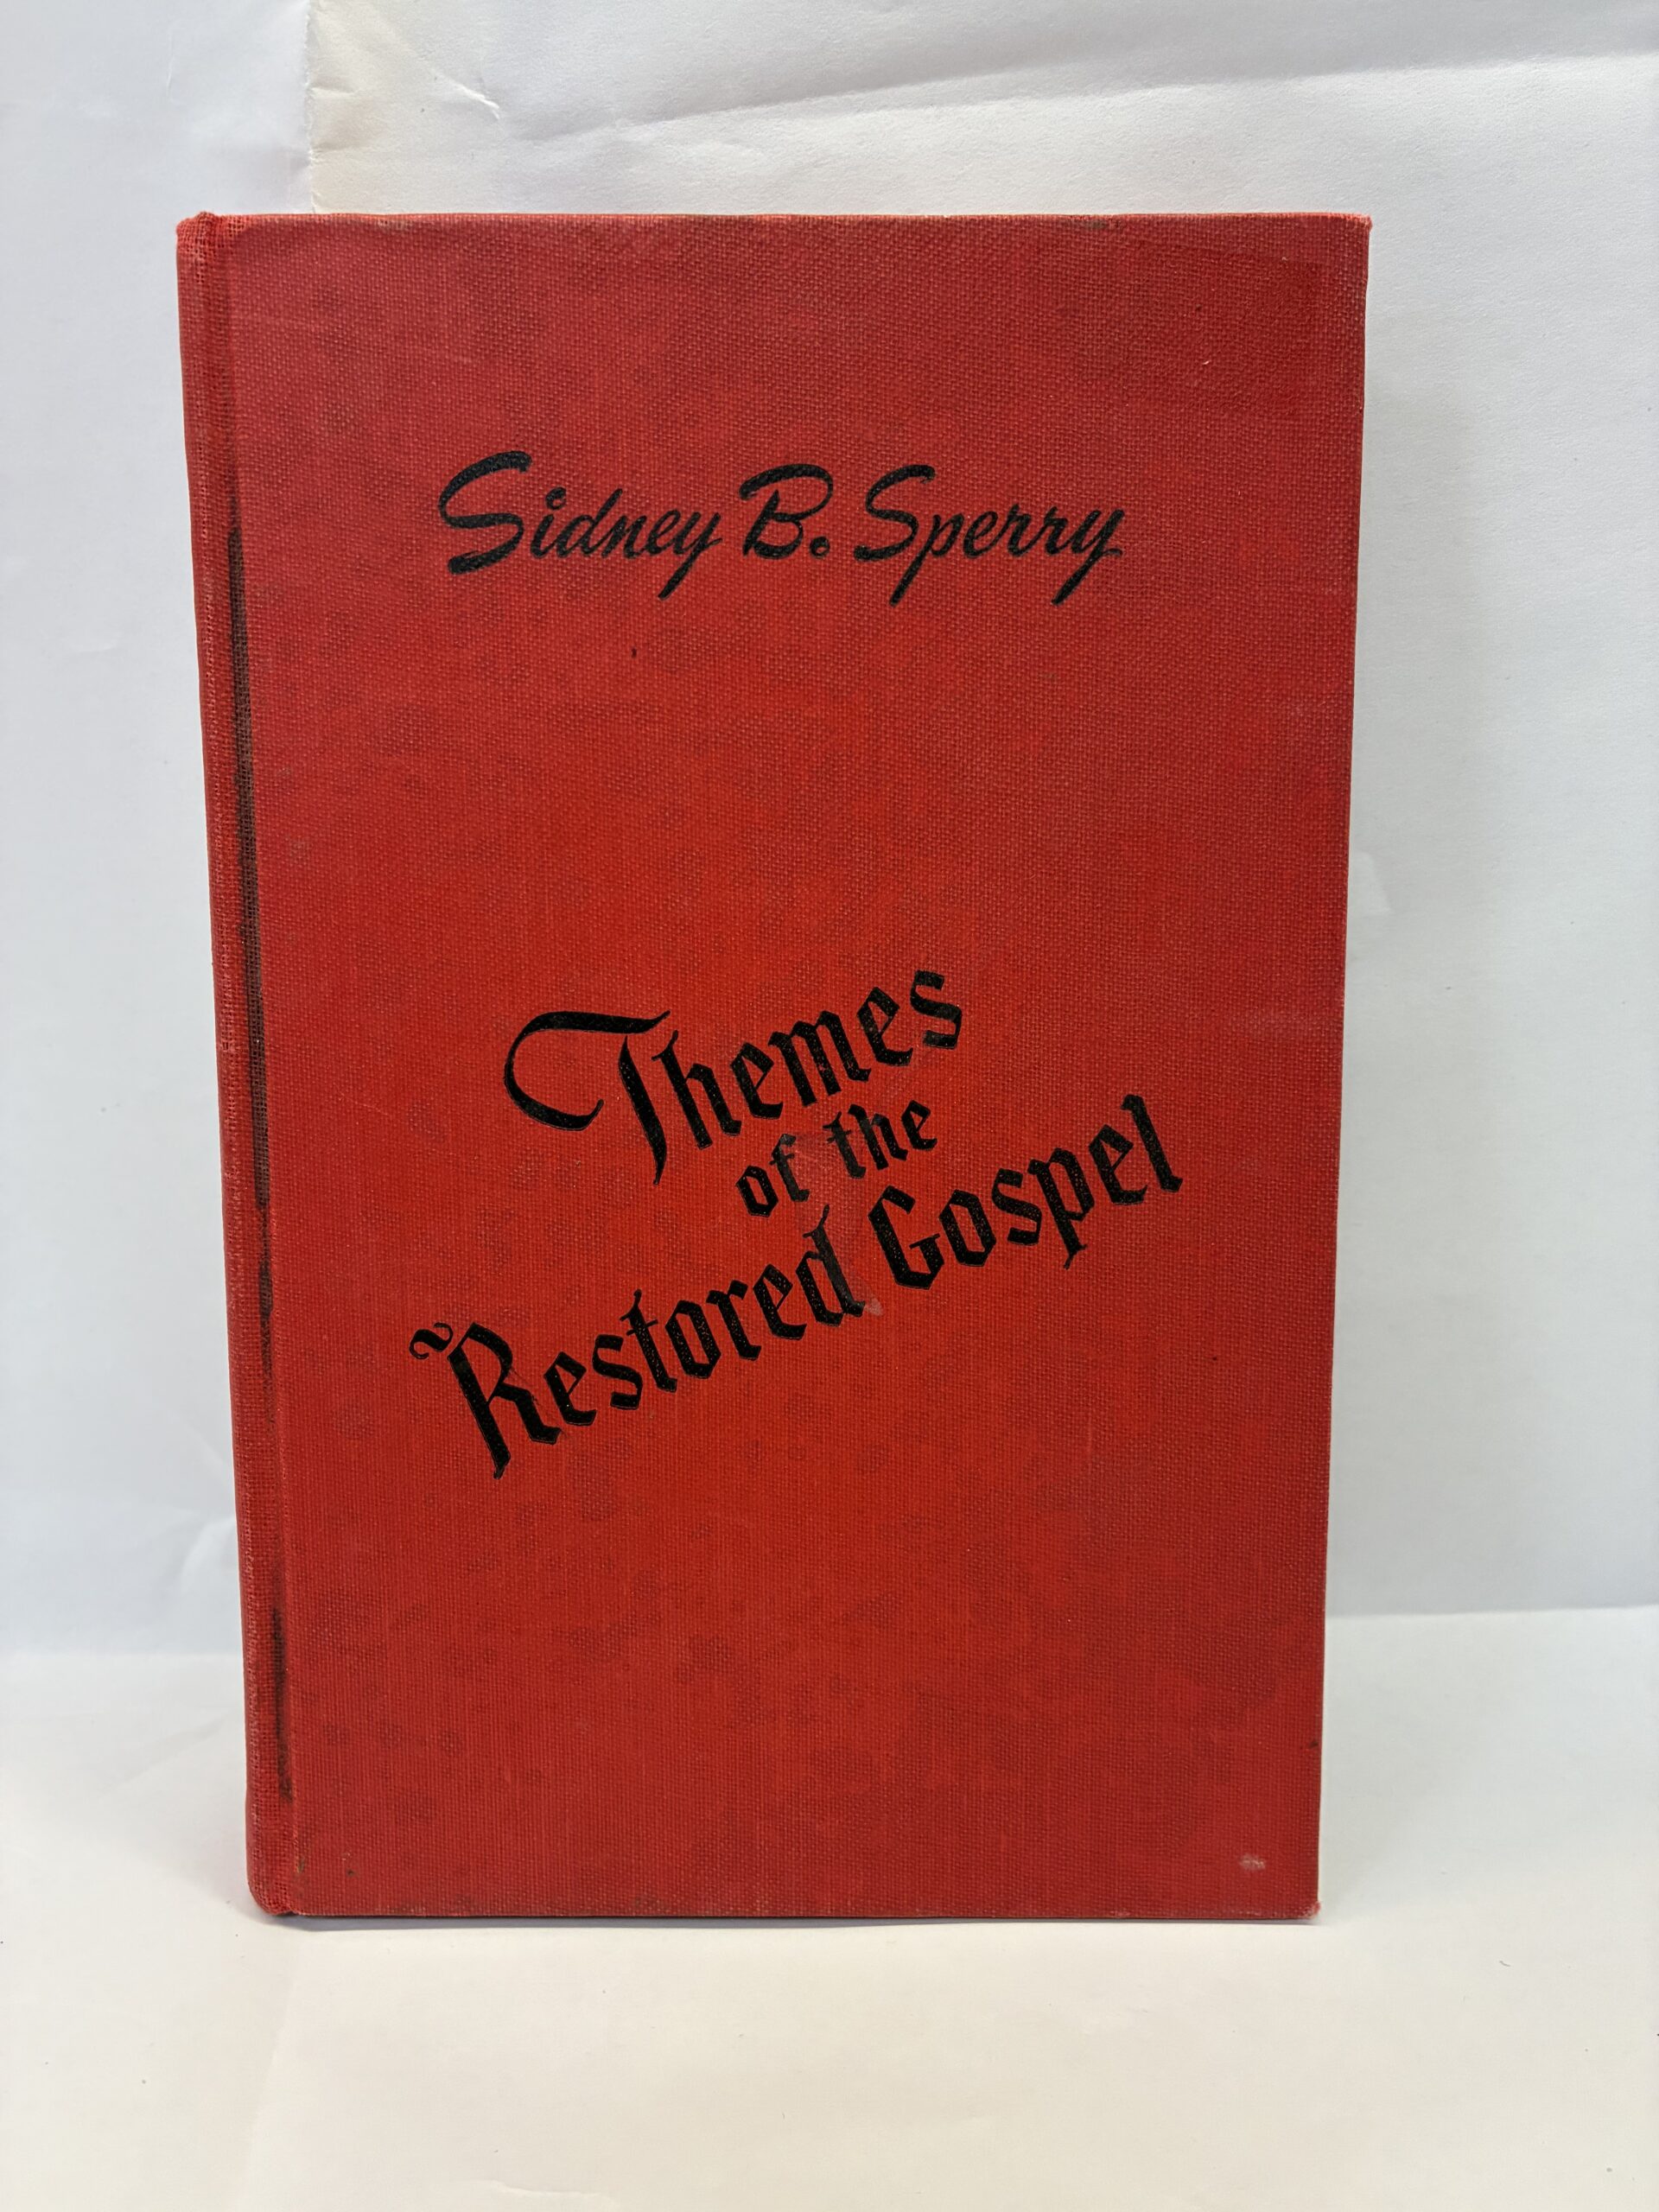 Sidney B. Sperry
Themes
of the
Restored Gospel